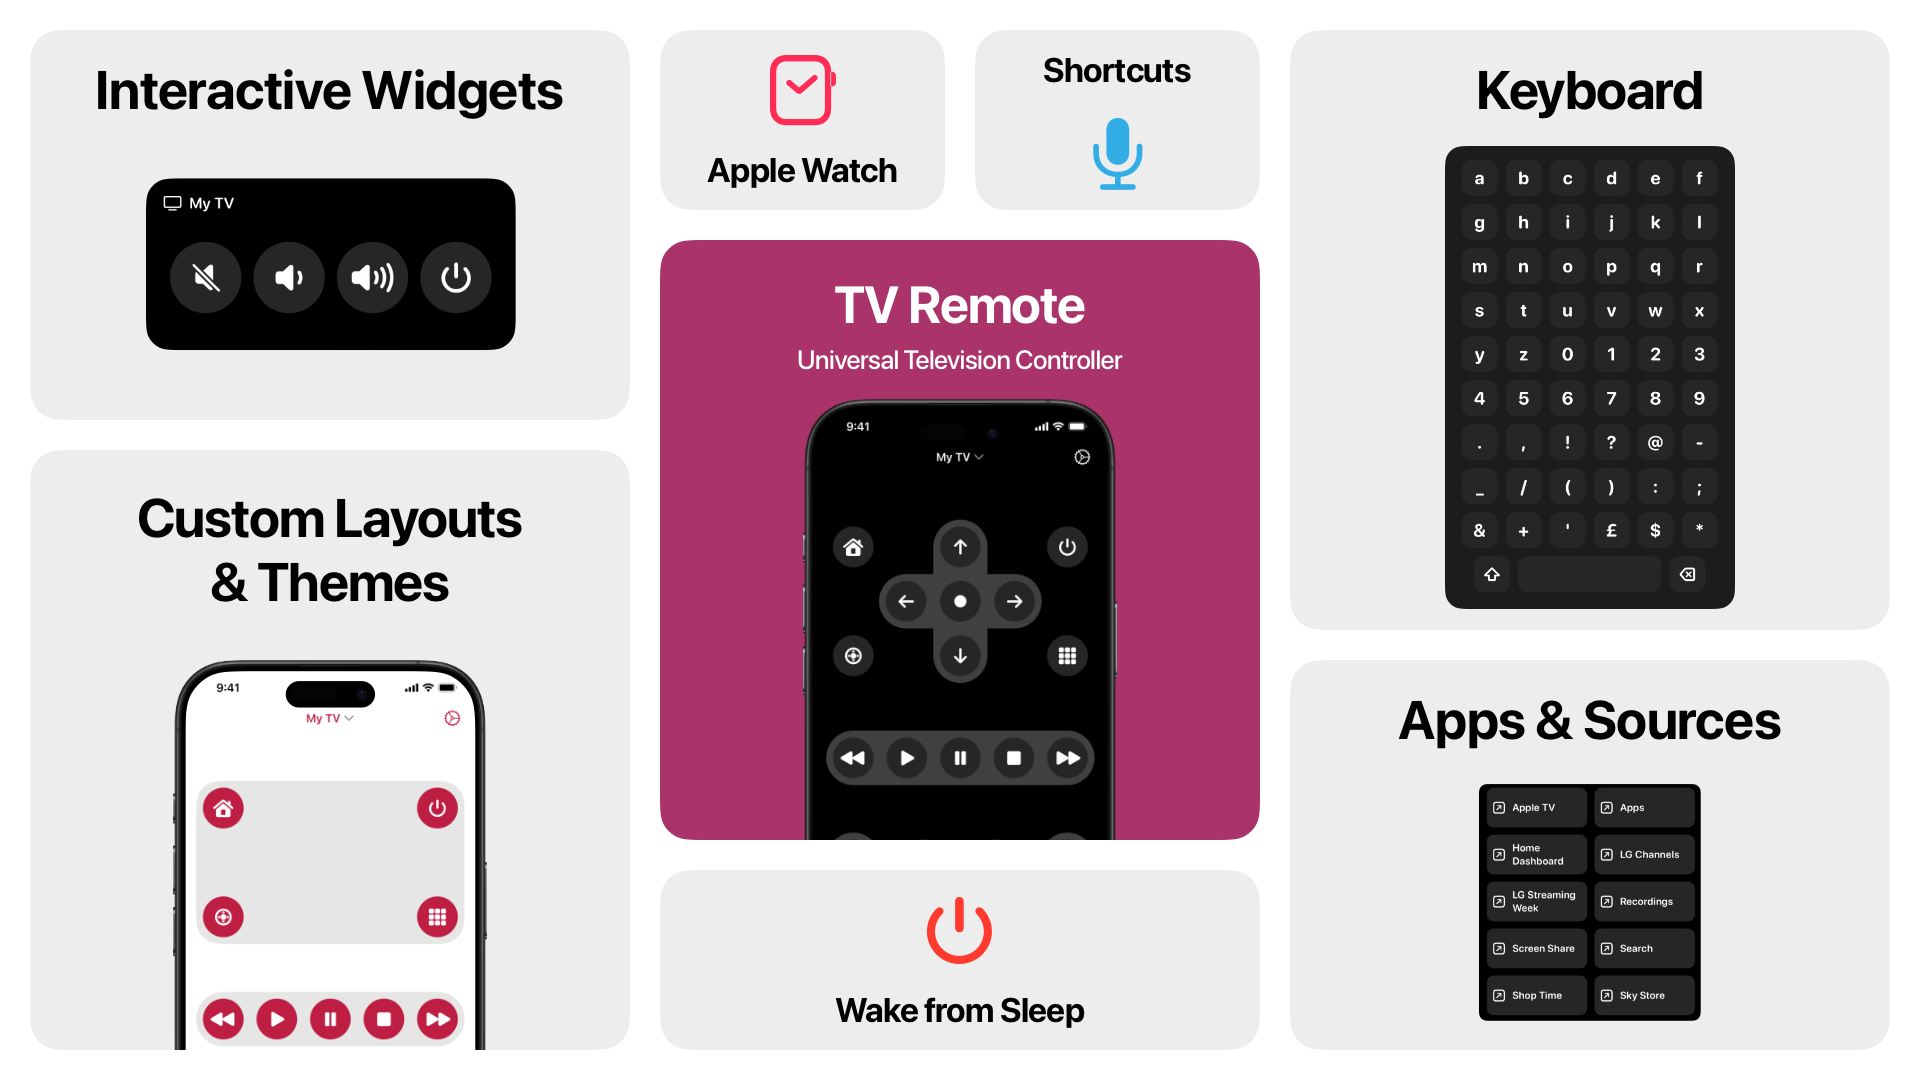 Interactive Widgets
My TV
Custom Layouts
& Themes
9:41
My TV
Apple Watch
Shortcuts
TV Remote
Universal Television Controller
9:41
My TV
Wake from Sleep
Keyboard
a b c d e f
g h i j k l
m n o p q r
s t u v w x
y z 0 1 2 3
4 5 6 7 8 9
. , ! ? @ -
_ / ( ) : ;
& + ' £ $ *
Apps & Sources
Apple TV
Apps
Home
Dashboard
LG Channels
LG Streaming
Week
Recordings
Screen Share
Search
Shop Time
Sky Store